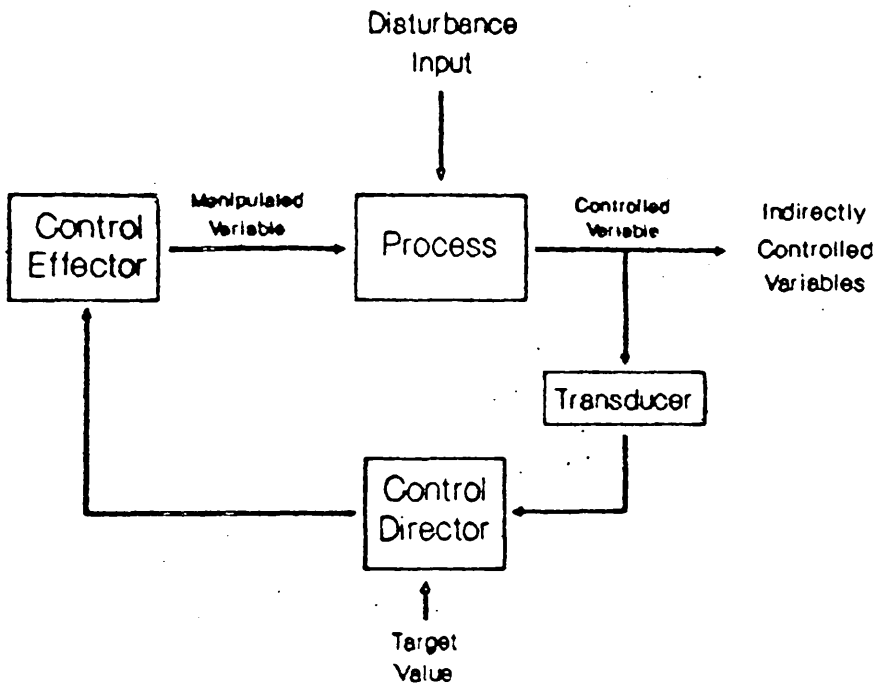 Disturbance
Input
Control
Effector
Manipulated
Variable
Process
Controlled
Variable
Indirectly
Controlled
Variables
Transducer
Control
Director
Target
Value